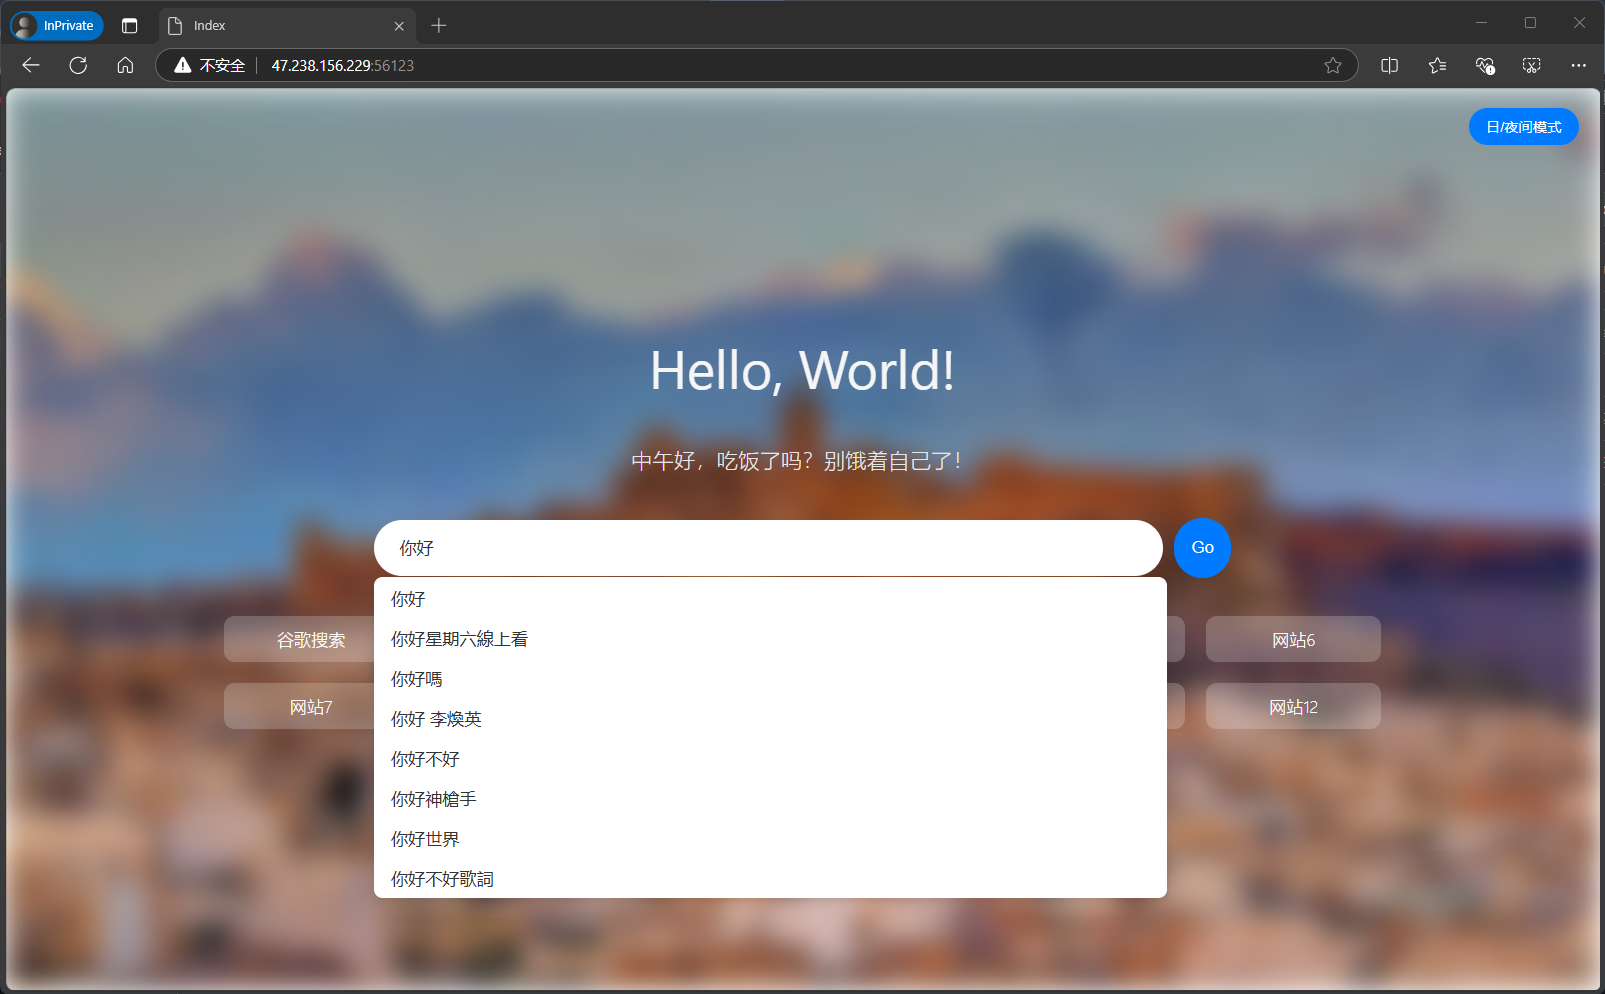 InPrivate
Index
不安全
47.238.156.229:56123
日/夜间模式
Hello, World!
中午好，吃饭了吗？别饿着自己了！
你好
Go
你好
你好星期六線上看
你好嗎
你好 李煥英
你好不好
你好神槍手
你好世界
你好不好歌詞
谷歌搜索
网站6
网站7
网站12